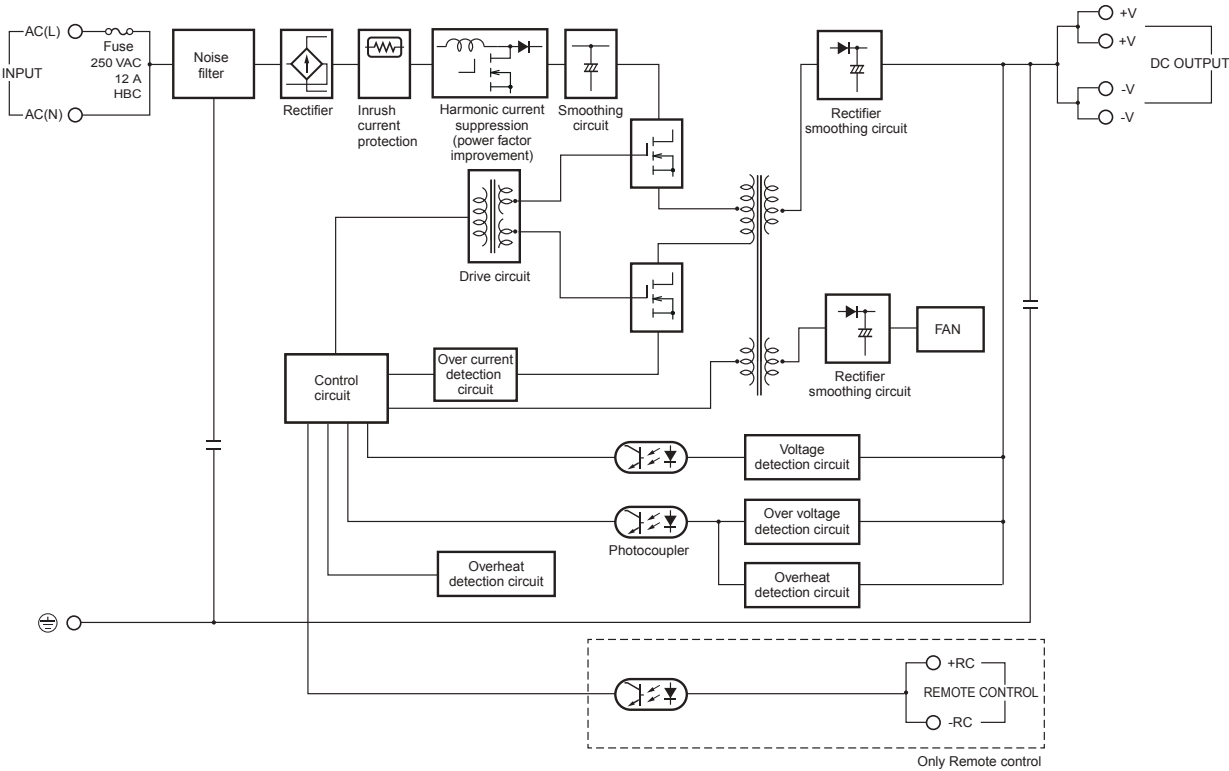 AC(L)
Fuse
250 VAC
12 A
HBC
INPUT
AC(N)
Noise
filter
Rectifier
Inrush
current
protection
Harmonic current
suppression
(power factor
improvement)
Smoothing
circuit
Rectifier
smoothing circuit
+V
+V
DC OUTPUT
-V
-V
Drive circuit
Control
circuit
Over current
detection
circuit
Rectifier
smoothing circuit
FAN
Voltage
detection circuit
Over voltage
detection circuit
Photocoupler
Overheat
detection circuit
Overheat
detection circuit
+RC
REMOTE CONTROL
-RC
Only Remote control